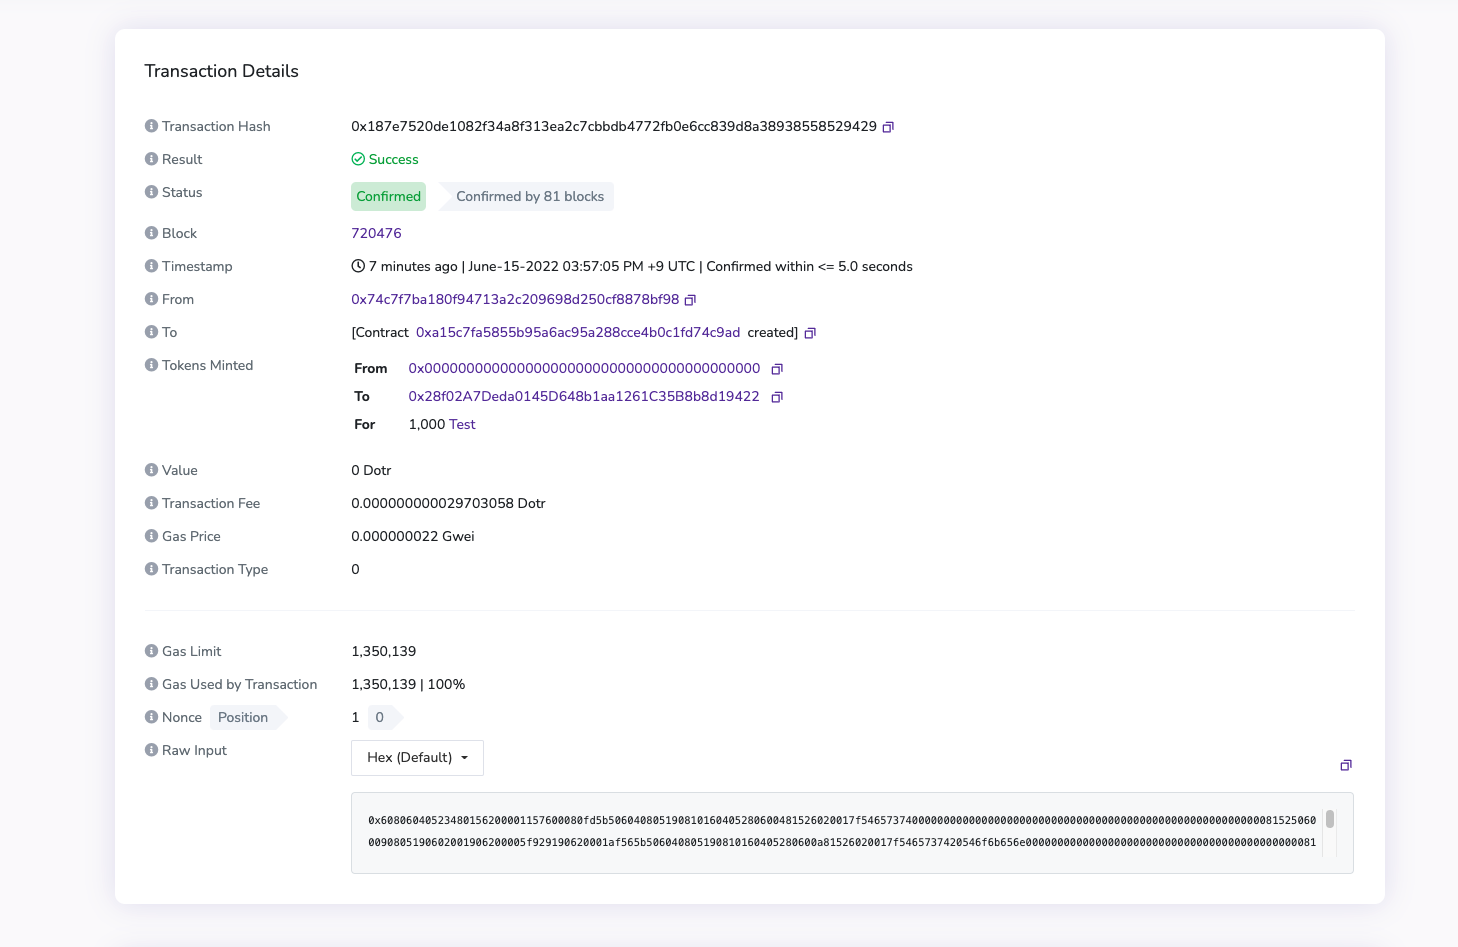 Transaction Details
Transaction Hash 0x187e7520de1082f34a8f313ea2c7cbbdb4772fb0e6cc839d8a38938558529429
Result Success
Status Confirmed Confirmed by 81 blocks
Block 720476
Timestamp 7 minutes ago | June-15-2022 03:57:05 PM +9 UTC | Confirmed within <= 5.0 seconds
From 0x74c7f7ba180f94713a2c209698d250cf8878bf98
To [Contract 0xa15c7fa5855b95a6ac95a288cce4b0c1fd74c9ad created]
Tokens Minted From 0x0000000000000000000000000000000000000000
To 0x28f02A7Deda0145D648b1aa1261C35B8b8d19422
For 1,000 Test
Value 0 Dotr
Transaction Fee 0.000000000029703058 Dotr
Gas Price 0.000000022 Gwei
Transaction Type 0
Gas Limit 1,350,139
Gas Used by Transaction 1,350,139 | 100%
Nonce Position 1 0
Raw Input Hex (Default)